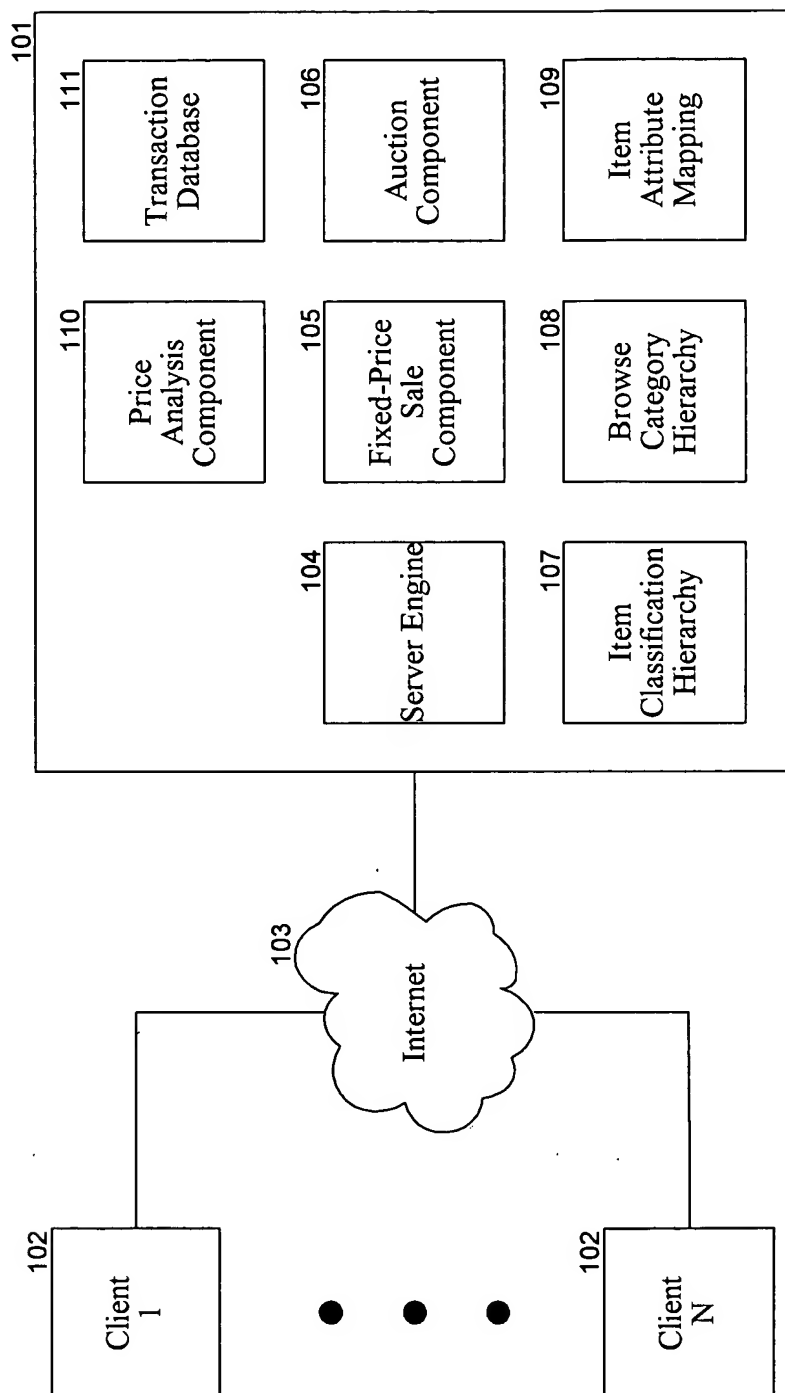 101
110
Price
Analysis
Component
111
Transaction
Database
104
Server Engine
105
Fixed-Price
Sale
Component
106
Auction
Component
107
Item
Classification
Hierarchy
108
Browse
Category
Hierarchy
109
Item
Attribute
Mapping
103
Internet
102
Client
1
102
Client
N